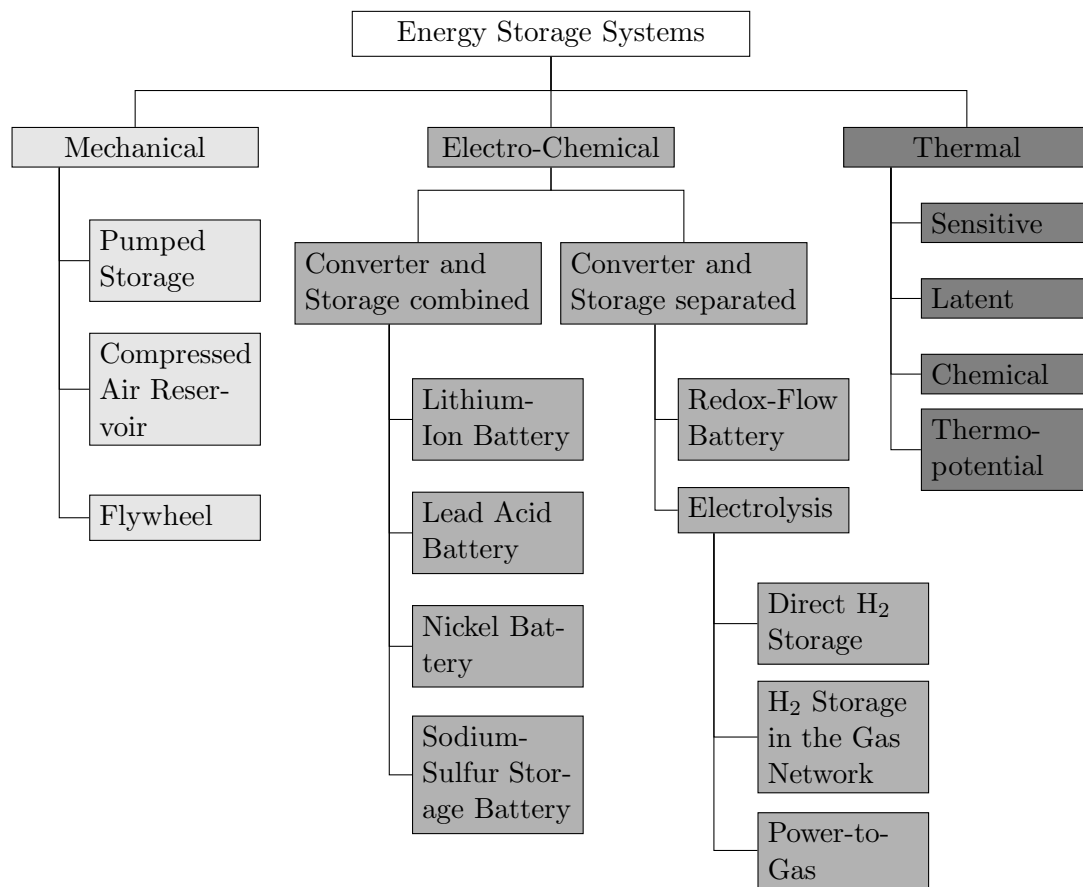 Energy Storage Systems
Mechanical
Pumped
Storage
Compressed
Air Reser-
voir
Flywheel
Electro-Chemical
Converter and
Storage combined
Lithium-
Ion Battery
Lead Acid
Battery
Nickel Bat-
tery
Sodium-
Sulfur Stor-
age Battery
Converter and
Storage separated
Redox-Flow
Battery
Electrolysis
Direct H₂
Storage
H₂ Storage
in the Gas
Network
Power-to-
Gas
Thermal
Sensitive
Latent
Chemical
Thermo-
potential